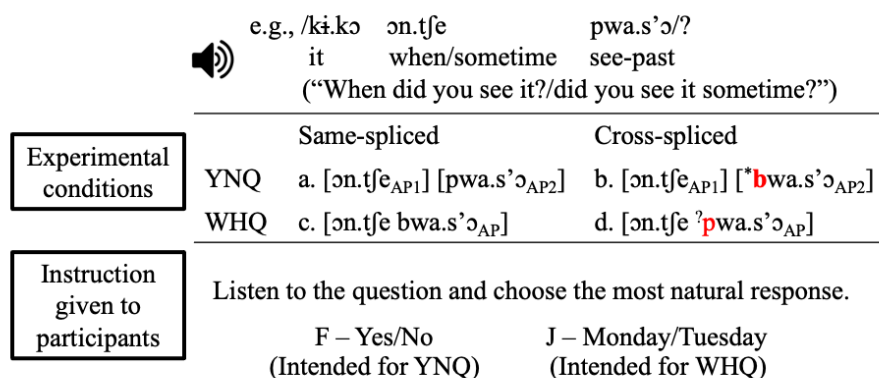 e.g., /kɨ.kɔ ɔn.tʃe pwa.s’ɔ/?
it when/sometime see-past
(“When did you see it?/did you see it sometime?”)
Experimental conditions
Same-spliced Cross-spliced
YNQ a. [ɔn.tʃeAP1] [pwa.s’ɔAP2] b. [ɔn.tʃeAP1] [*bwa.s’ɔAP2]
WHQ c. [ɔn.tʃe bwa.s’ɔAP] d. [ɔn.tʃe ?pwa.s’ɔAP]
Instruction
given to
participants
Listen to the question and choose the most natural response.
F – Yes/No J – Monday/Tuesday
(Intended for YNQ) (Intended for WHQ)